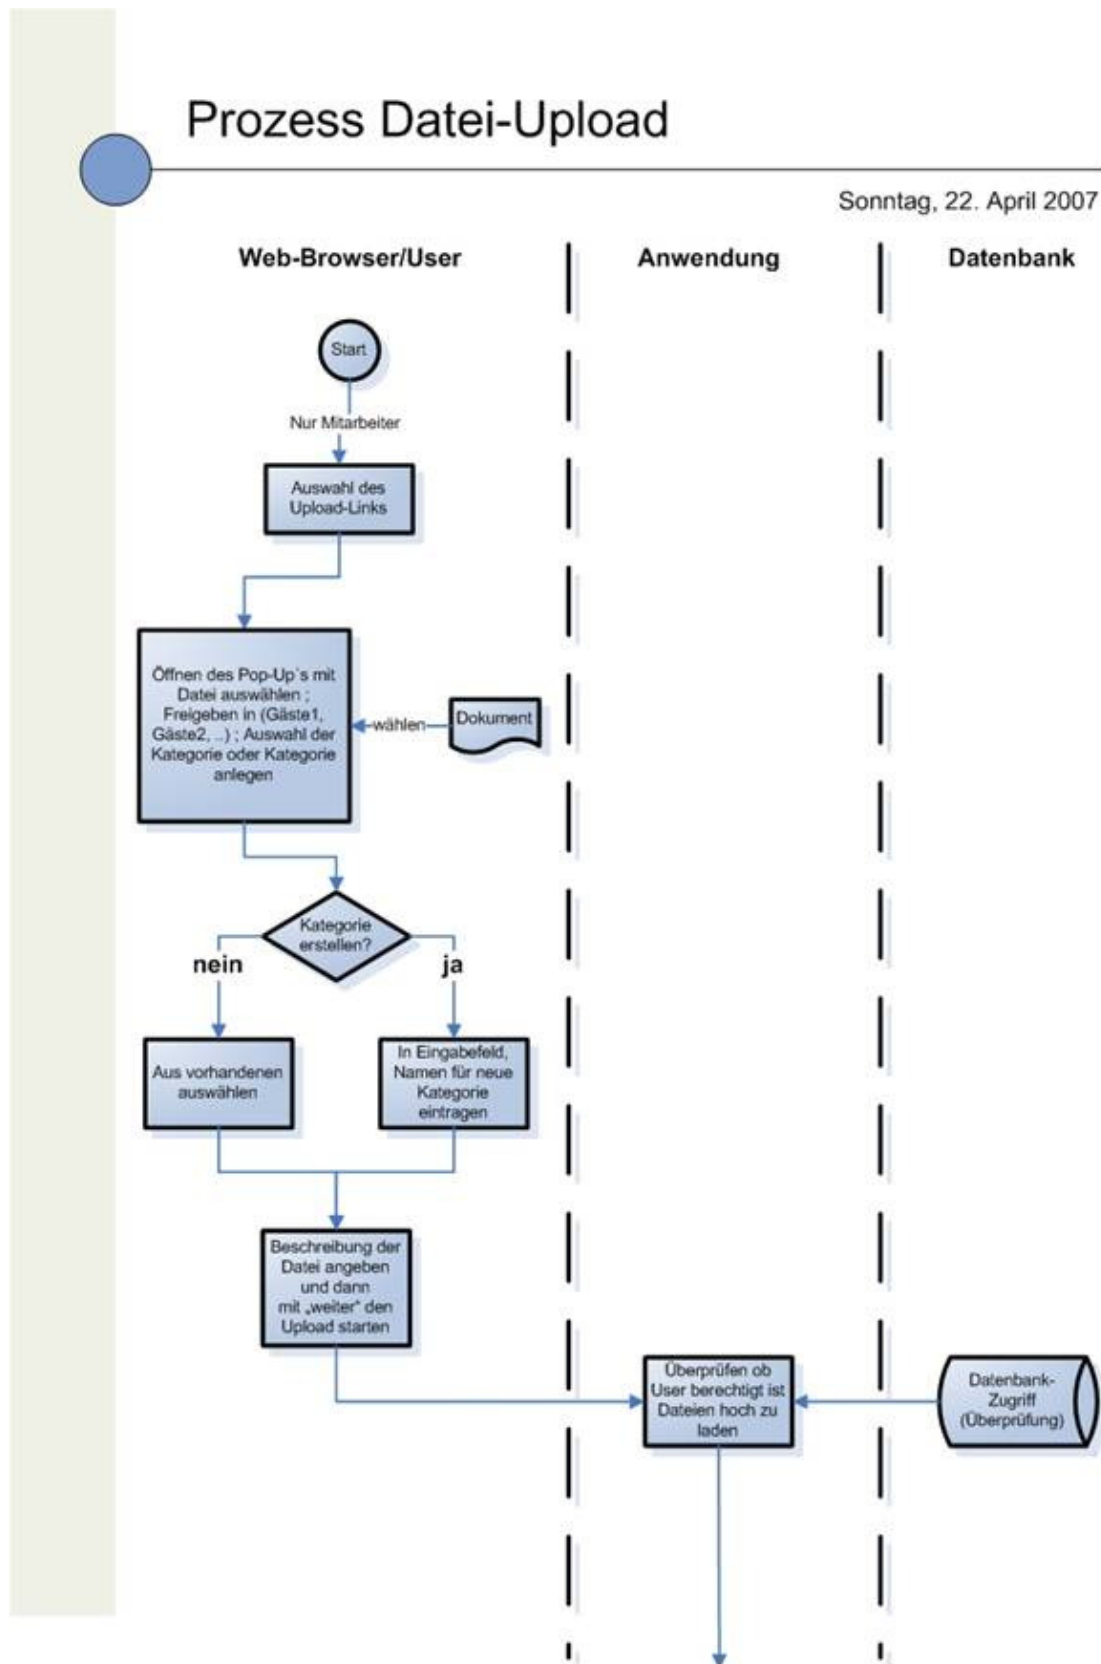 Prozess Datei-Upload
Sonntag, 22. April 2007
Web-Browser/User
Anwendung
Datenbank
Start
Nur Mitarbeiter
Auswahl des
Upload-Links
Öffnen des Pop-Up`s mit
Datei auswählen ;
Freigeben in (Gäste1,
Gäste2, ..) ; Auswahl der
Kategorie oder Kategorie
anlegen
wählen
Dokument
Kategorie
erstellen?
nein
ja
Aus vorhandenen
auswählen
In Eingabefeld,
Namen für neue
Kategorie
eintragen
Beschreibung der
Datei angeben
und dann
mit „weiter“ den
Upload starten
Überprüfen ob
User berechtigt ist
Dateien hoch zu
laden
Datenbank-
Zugriff
(Überprüfung)